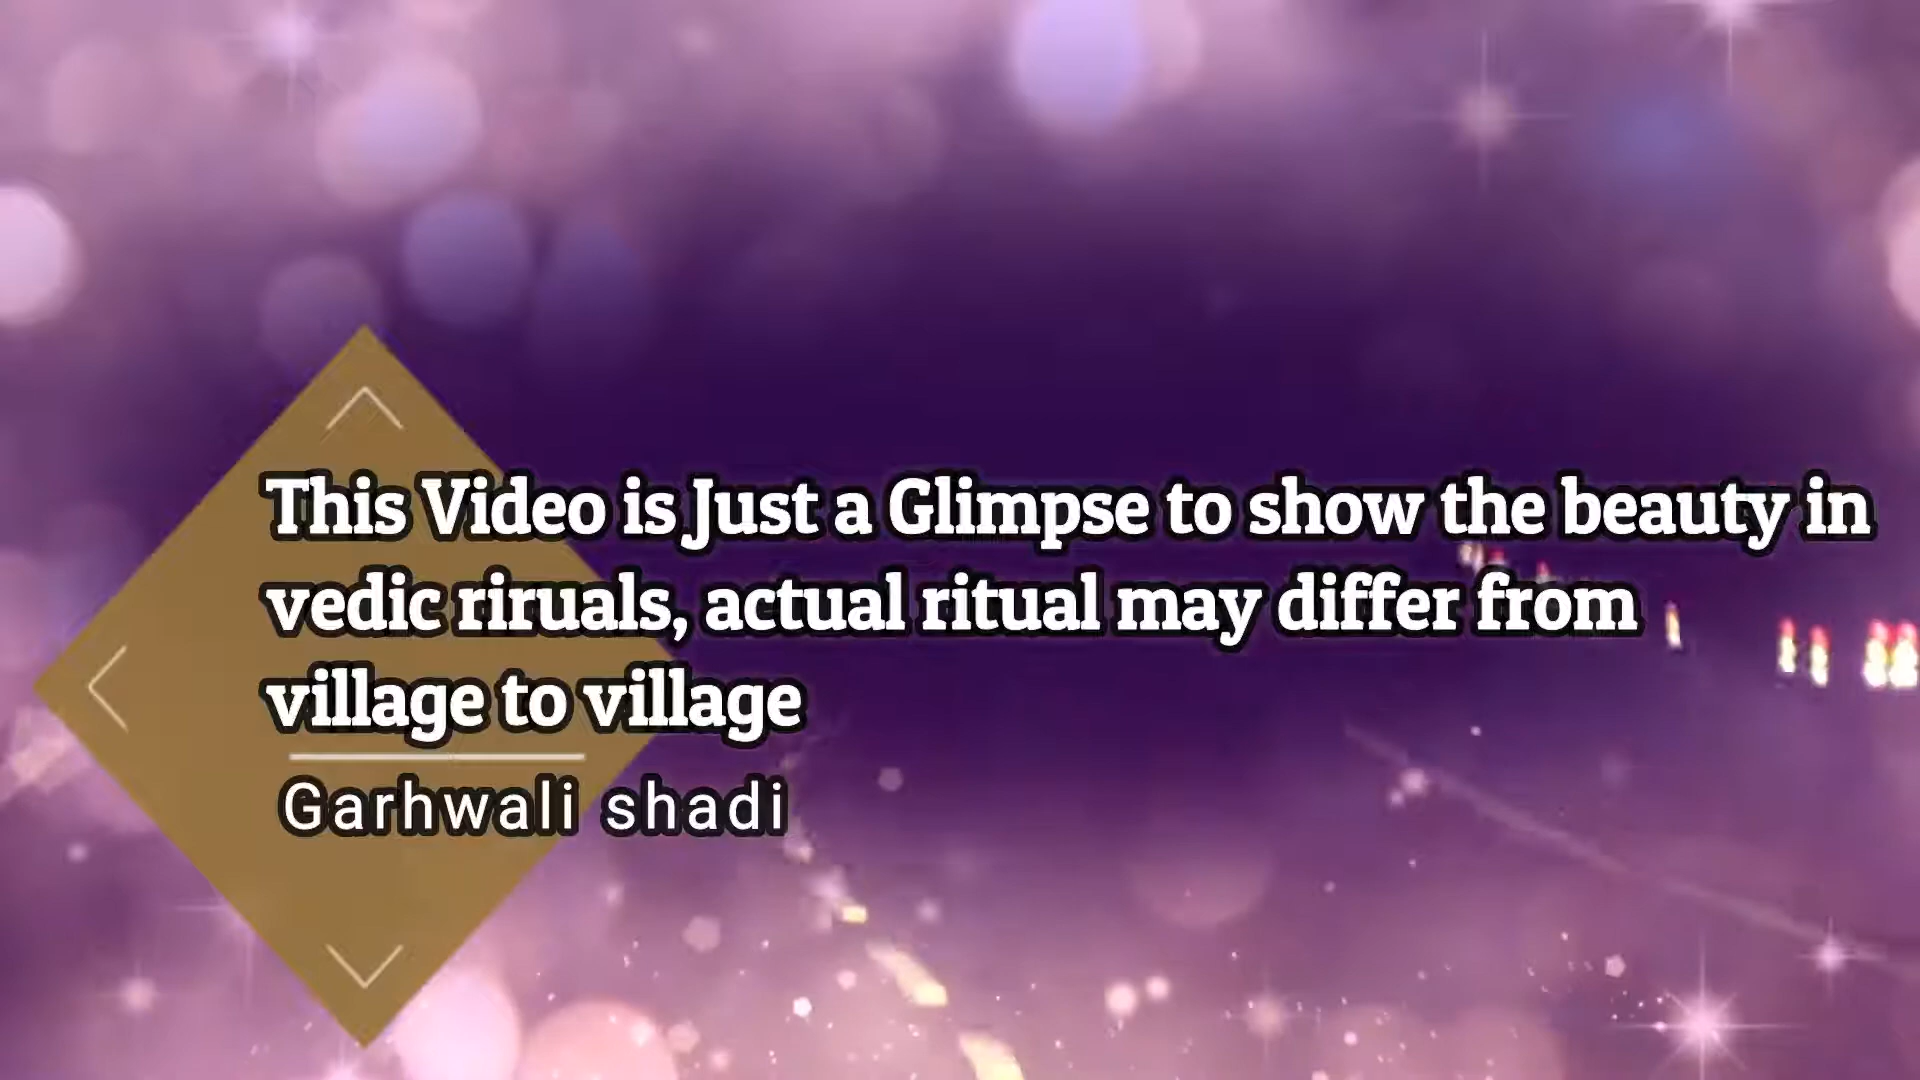 This Video is Just a Glimpse to show the beauty in
vedic riruals, actual ritual may differ from
village to village
Garhwali shadi